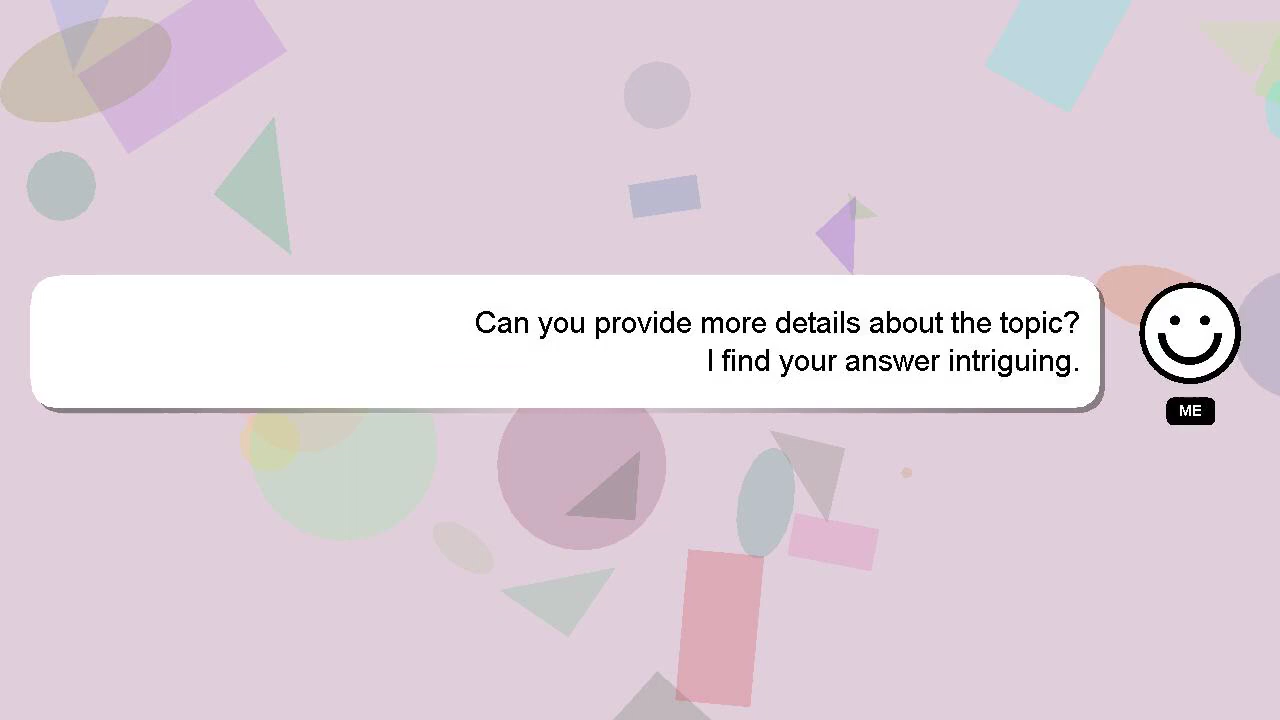 Can you provide more details about the topic?
I find your answer intriguing.
ME